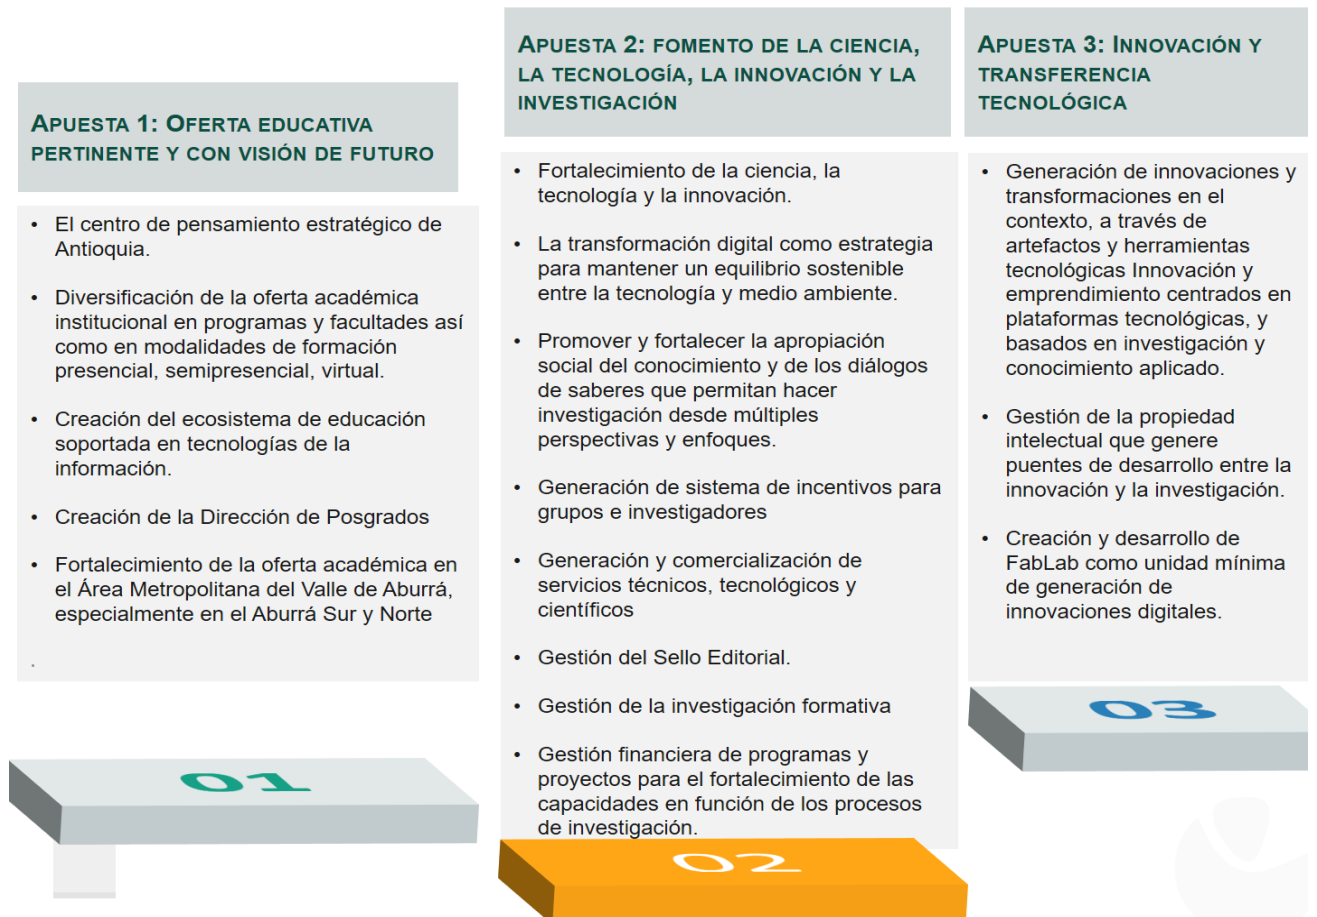 APUESTA 1: OFERTA EDUCATIVA
PERTINENTE Y CON VISIÓN DE FUTURO
• El centro de pensamiento estratégico de
Antioquia.
• Diversificación de la oferta académica
institucional en programas y facultades así
como en modalidades de formación
presencial, semipresencial, virtual.
• Creación del ecosistema de educación
soportada en tecnologías de la
información.
• Creación de la Dirección de Posgrados
• Fortalecimiento de la oferta académica en
el Área Metropolitana del Valle de Aburrá,
especialmente en el Aburrá Sur y Norte
.
01
APUESTA 2: FOMENTO DE LA CIENCIA,
LA TECNOLOGÍA, LA INNOVACIÓN Y LA
INVESTIGACIÓN
• Fortalecimiento de la ciencia, la
tecnología y la innovación.
• La transformación digital como estrategia
para mantener un equilibrio sostenible
entre la tecnología y medio ambiente.
• Promover y fortalecer la apropiación
social del conocimiento y de los diálogos
de saberes que permitan hacer
investigación desde múltiples
perspectivas y enfoques.
• Generación de sistema de incentivos para
grupos e investigadores
• Generación y comercialización de
servicios técnicos, tecnológicos y
científicos
• Gestión del Sello Editorial.
• Gestión de la investigación formativa
• Gestión financiera de programas y
proyectos para el fortalecimiento de las
capacidades en función de los procesos
de investigación.
02
APUESTA 3: INNOVACIÓN Y
TRANSFERENCIA
TECNOLÓGICA
• Generación de innovaciones y
transformaciones en el
contexto, a través de
artefactos y herramientas
tecnológicas Innovación y
emprendimiento centrados en
plataformas tecnológicas, y
basados en investigación y
conocimiento aplicado.
• Gestión de la propiedad
intelectual que genere
puentes de desarrollo entre la
innovación y la investigación.
• Creación y desarrollo de
FabLab como unidad mínima
de generación de
innovaciones digitales.
03